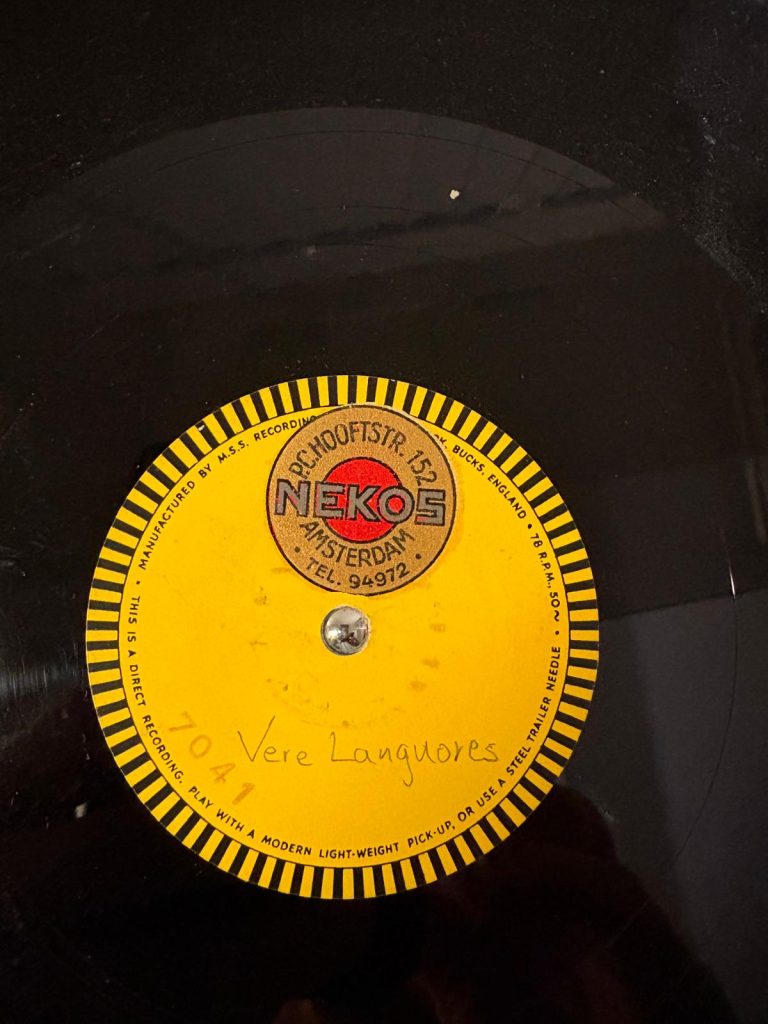 MANUFACTURED BY M.S.S. RECORDING
BUCKS, ENGLAND • 78 R.P.M., 50~ •
P.C.HOOFTSTR. 152
NEKOS
AMSTERDAM
• TEL. 94972 •
Vere Languores
7041
• THIS IS A DIRECT RECORDING. PLAY WITH A MODERN LIGHT-WEIGHT PICK-UP, OR USE A STEEL TRAILER NEEDLE •